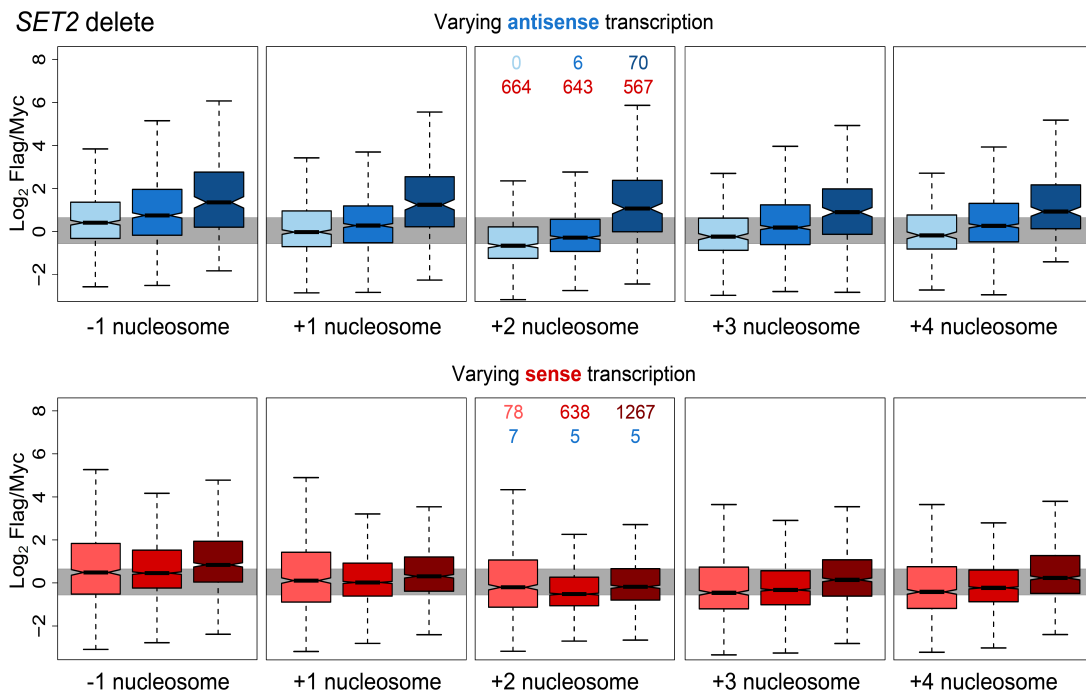 SET2 delete
Varying antisense transcription
Log2 Flag/Myc
8
6
4
2
0
−2
0 6 70
664 643 567
-1 nucleosome +1 nucleosome +2 nucleosome +3 nucleosome +4 nucleosome
Varying sense transcription
Log2 Flag/Myc
8
6
4
2
0
−2
78 638 1267
7 5 5
-1 nucleosome +1 nucleosome +2 nucleosome +3 nucleosome +4 nucleosome